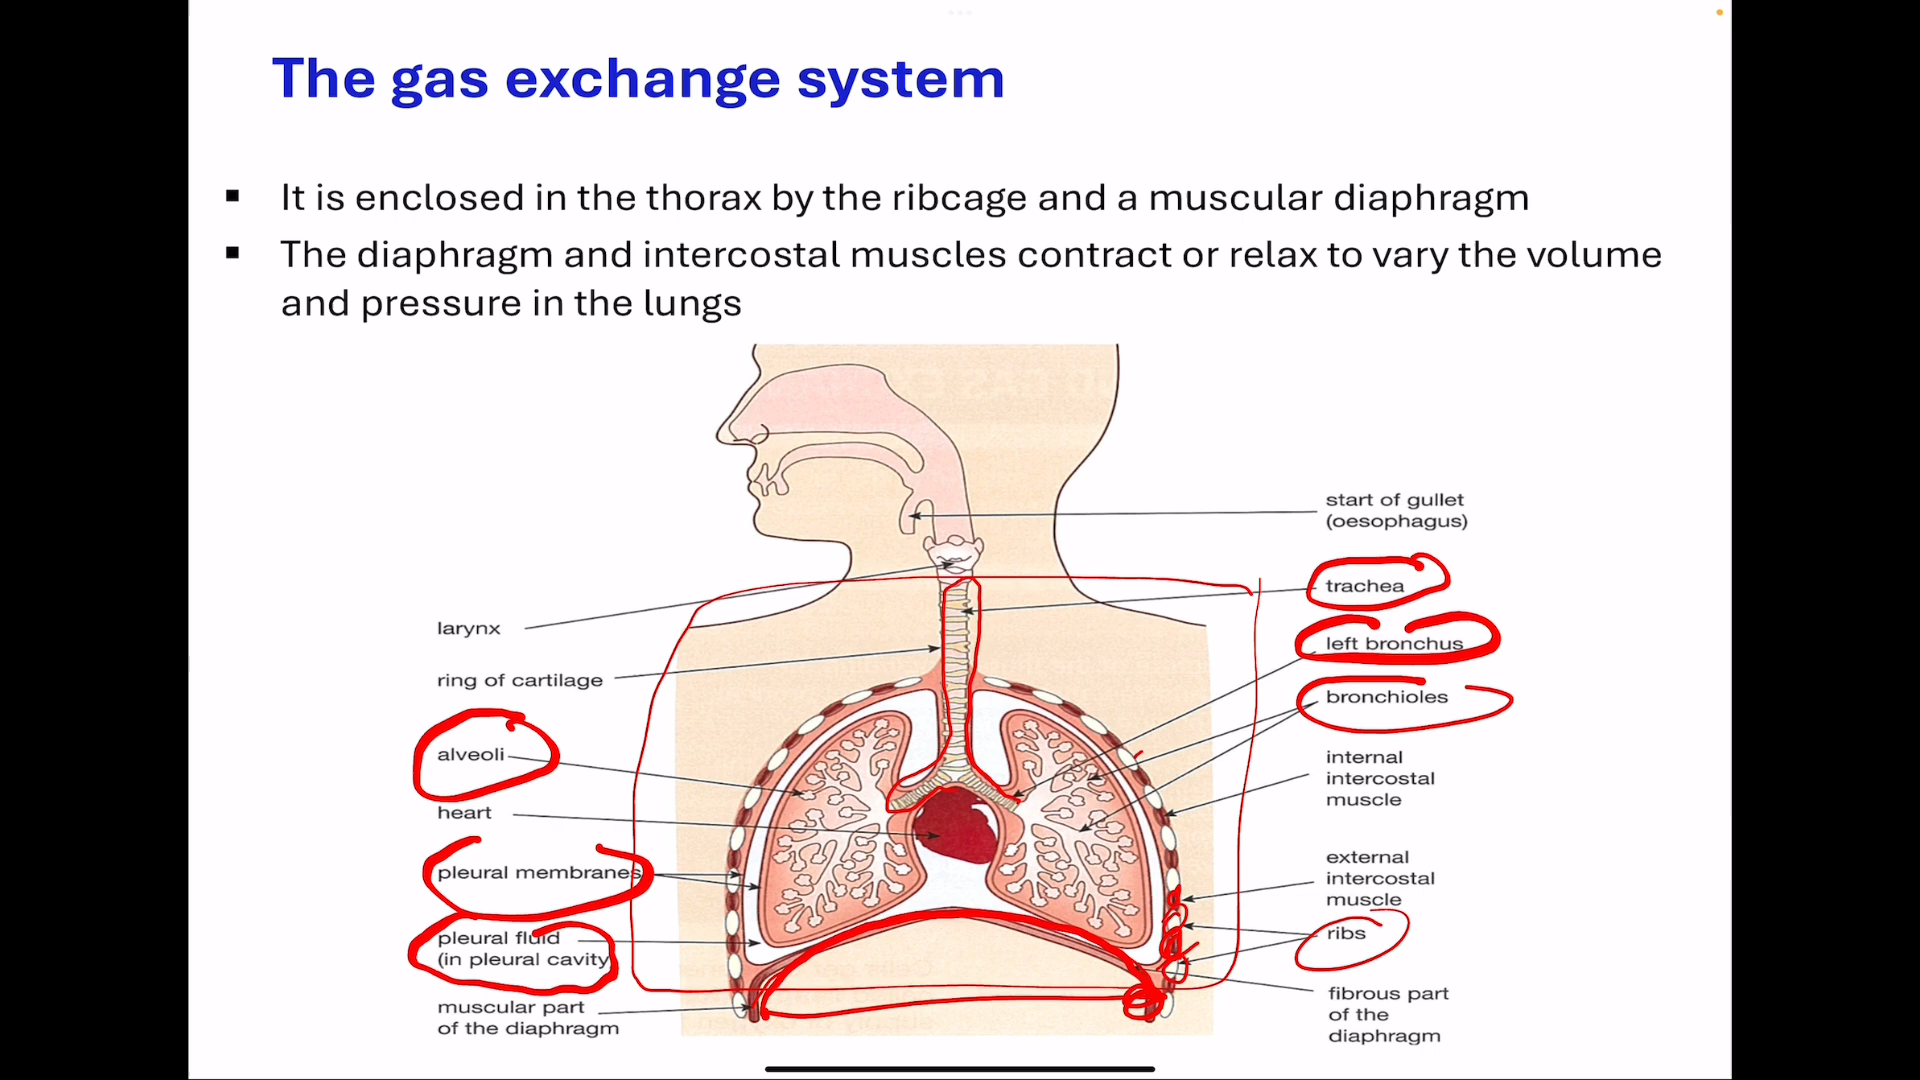 The gas exchange system
▪ It is enclosed in the thorax by the ribcage and a muscular diaphragm
▪ The diaphragm and intercostal muscles contract or relax to vary the volume
and pressure in the lungs
start of gullet
(oesophagus)
trachea
left bronchus
bronchioles
internal
intercostal
muscle
external
intercostal
muscle
ribs
fibrous part
of the
diaphragm
larynx
ring of cartilage
alveoli
heart
pleural membranes
pleural fluid
(in pleural cavity)
muscular part
of the diaphragm